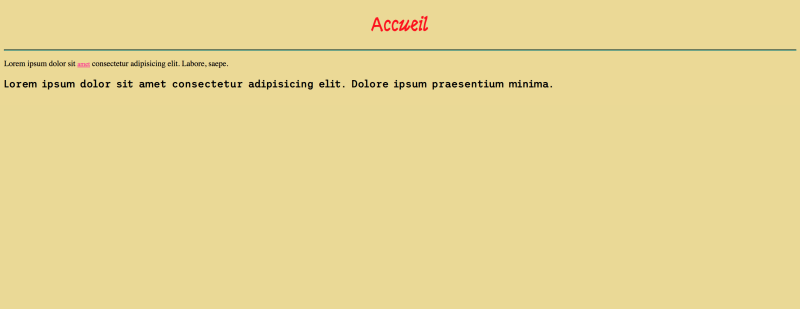 Accueil
Lorem ipsum dolor sit amet consectetur adipisicing elit. Labore, saepe.
Lorem ipsum dolor sit amet consectetur adipisicing elit. Dolore ipsum praesentium minima.